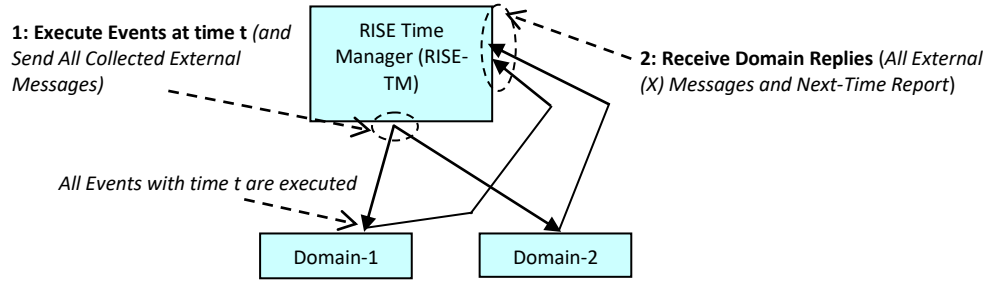 1: Execute Events at time t (and
Send All Collected External
Messages)
RISE Time
Manager (RISE-
TM)
2: Receive Domain Replies (All External
(X) Messages and Next-Time Report)
All Events with time t are executed
Domain-1
Domain-2